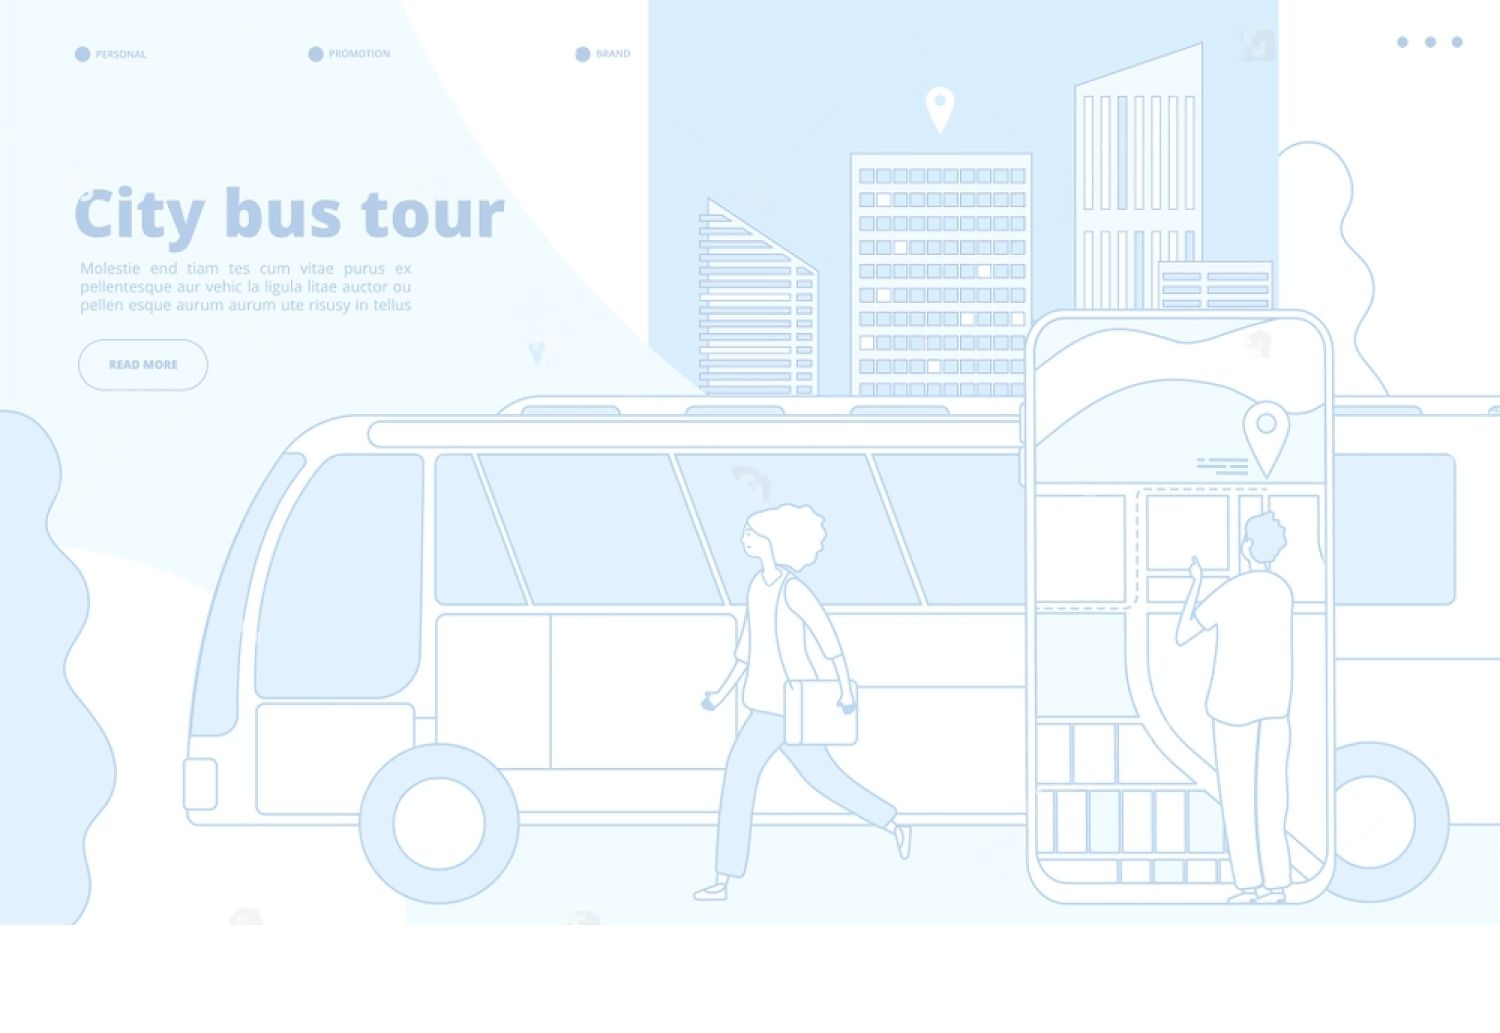 PERSONAL
PROMOTION
BRAND
City bus tour
Molestie end tiam tes cum vitae purus ex
pellentesque aur vehic la ligula litae auctor ou
pellen esque aurum aurum ute risusy in tellus
READ MORE